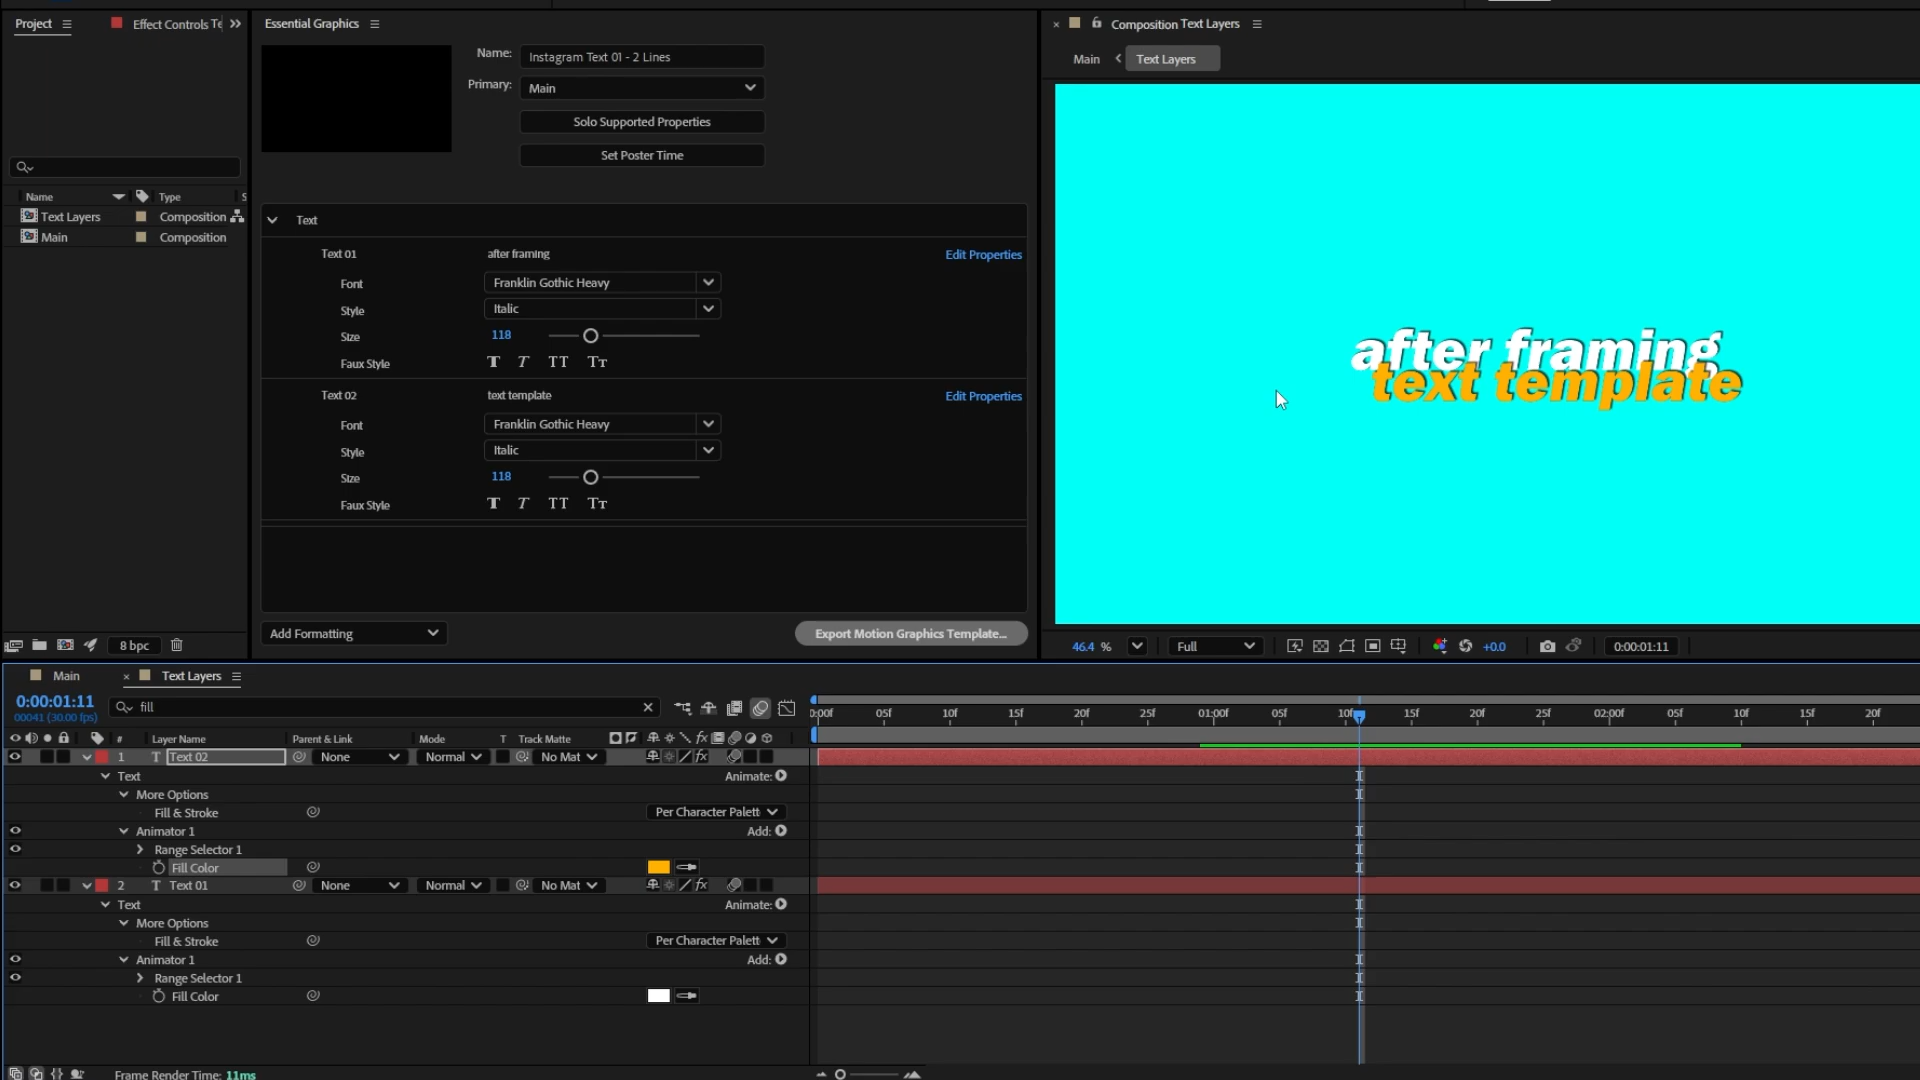 Project
Effect Controls Te
Essential Graphics
Composition Text Layers
Name:
Instagram Text 01 - 2 Lines
Main
Text Layers
Primary:
Main
Solo Supported Properties
Set Poster Time
Name
Type
S
Text Layers
Composition
Main
Composition
Text
Text 01
after framing
Edit Properties
Font
Franklin Gothic Heavy
Style
Italic
Size
118
Faux Style
T T TT TT
Text 02
text template
Edit Properties
Font
Franklin Gothic Heavy
Style
Italic
Size
118
Faux Style
T T TT TT
after framing
text template
Add Formatting
Export Motion Graphics Template...
8 bpc
46.4 %
Full
+0.0
0:00:01:11
Main
Text Layers
0:00:01:11
00041 (30.00 fps)
fill
0:00f 05f 10f 15f 20f 25f 01:00f 05f 10f 15f 20f 25f 02:00f 05f 10f 15f 20f
# Layer Name Parent & Link Mode T Track Matte
1 T Text 02 None Normal No Mat
Text Animate:
More Options
Fill & Stroke Per Character Palett
Animator 1 Add:
Range Selector 1
Fill Color
2 T Text 01 None Normal No Mat
Text Animate:
More Options
Fill & Stroke Per Character Palett
Animator 1 Add:
Range Selector 1
Fill Color
Frame Render Time: 11ms